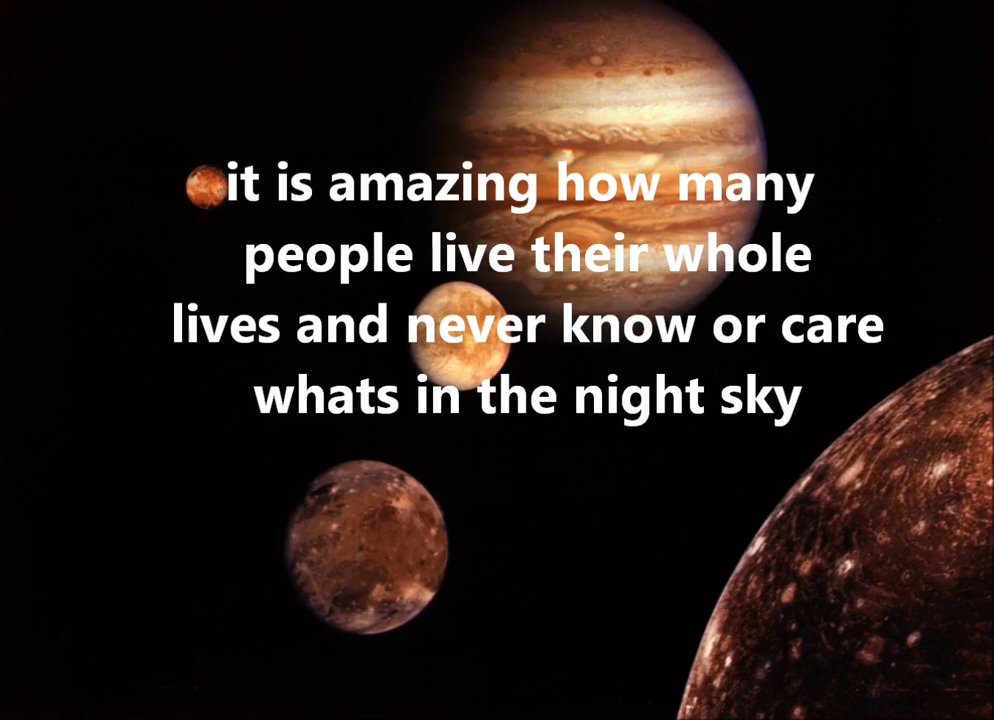 it is amazing how many
people live their whole
lives and never know or care
whats in the night sky